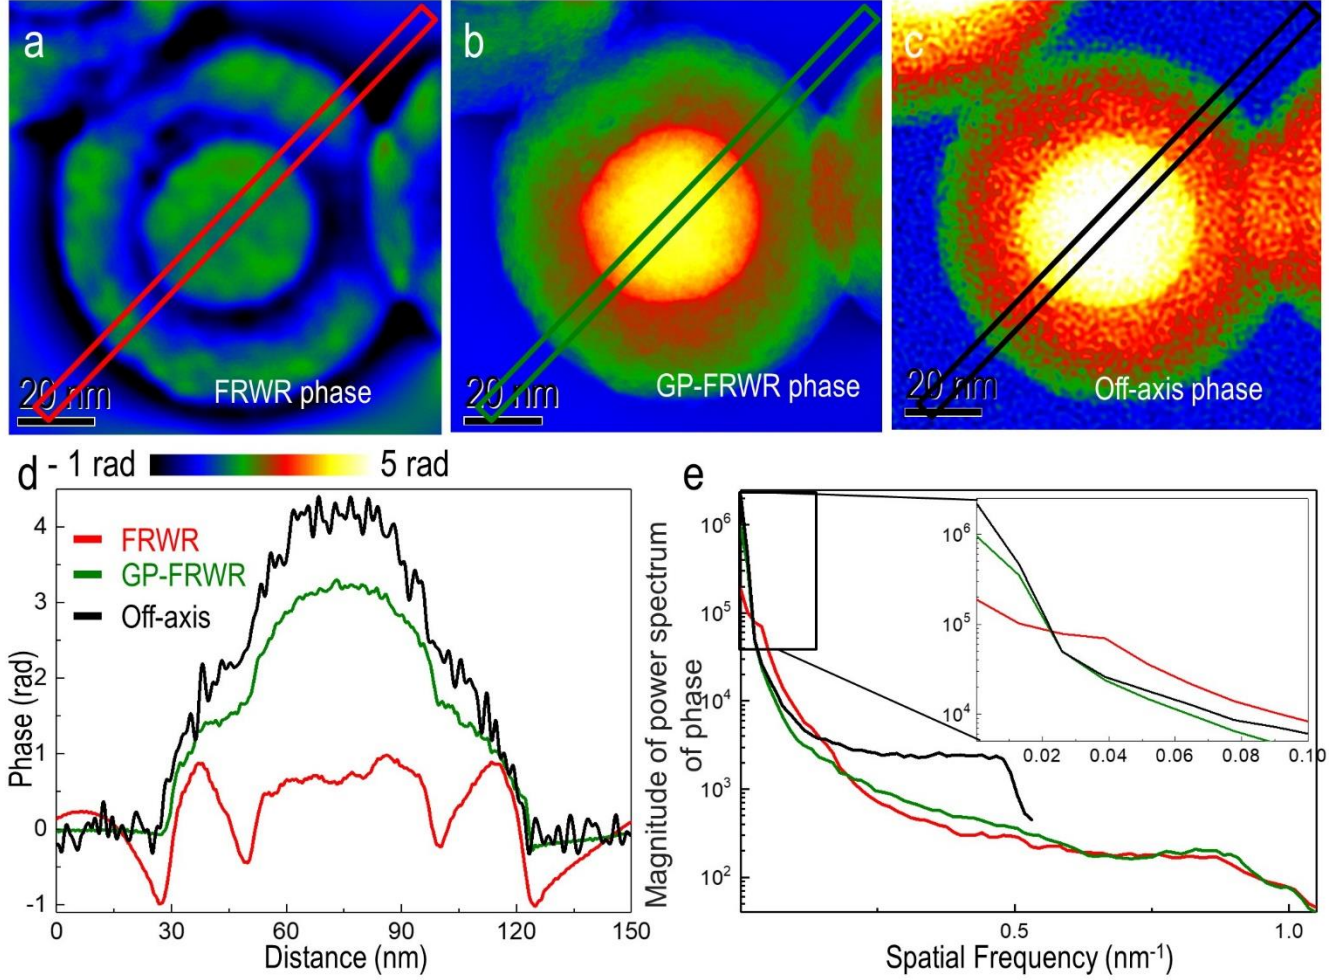 a
20 nm
FRWR phase
b
20 nm
GP-FRWR phase
c
20 nm
Off-axis phase
d
- 1 rad
5 rad
FRWR
GP-FRWR
Off-axis
Phase (rad)
4
3
2
1
0
-1
0
30
60
90
120
150
Distance (nm)
e
Magnitude of power spectrum
of phase
10⁶
10⁵
10⁴
10³
10²
0.5
1.0
Spatial Frequency (nm⁻¹)
10⁶
10⁵
10⁴
0.02
0.04
0.06
0.08
0.10